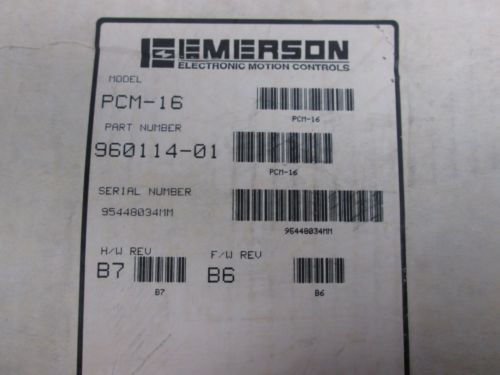 EMERSON
ELECTRONIC MOTION CONTROLS
MODEL
PCM-16
PCM-16
PART NUMBER
960114-01
PCM-16
SERIAL NUMBER
95448034MM
95448034MM
H/W REV
F/W REV
B7
B6
B7
B6